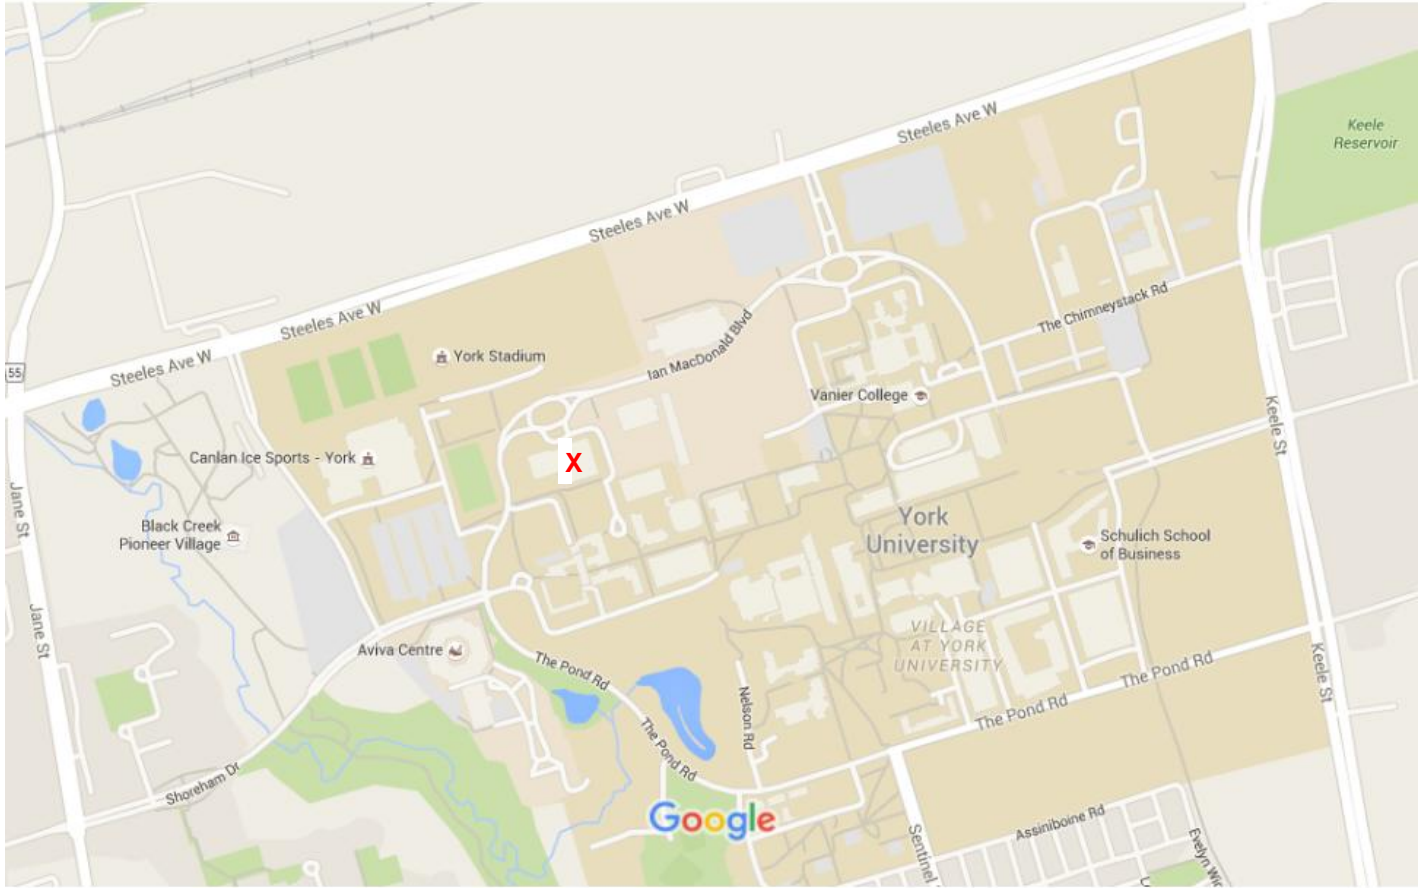 Keele
Reservoir
Steeles Ave W
Steeles Ave W
Steeles Ave W
Steeles Ave W
The Chimneystack Rd
Ian MacDonald Blvd
York Stadium
55
Vanier College
Keele St
Canlan Ice Sports - York
X
Jane St
Black Creek
Pioneer Village
York
University
Schulich School
of Business
Jane St
VILLAGE
AT YORK
UNIVERSITY
Aviva Centre
The Pond Rd
The Pond Rd
Keele St
The Pond Rd
Nelson Rd
The Pond Rd
Shoreham Dr
Google
Assiniboine Rd
Sentinel
Evelyn Wi